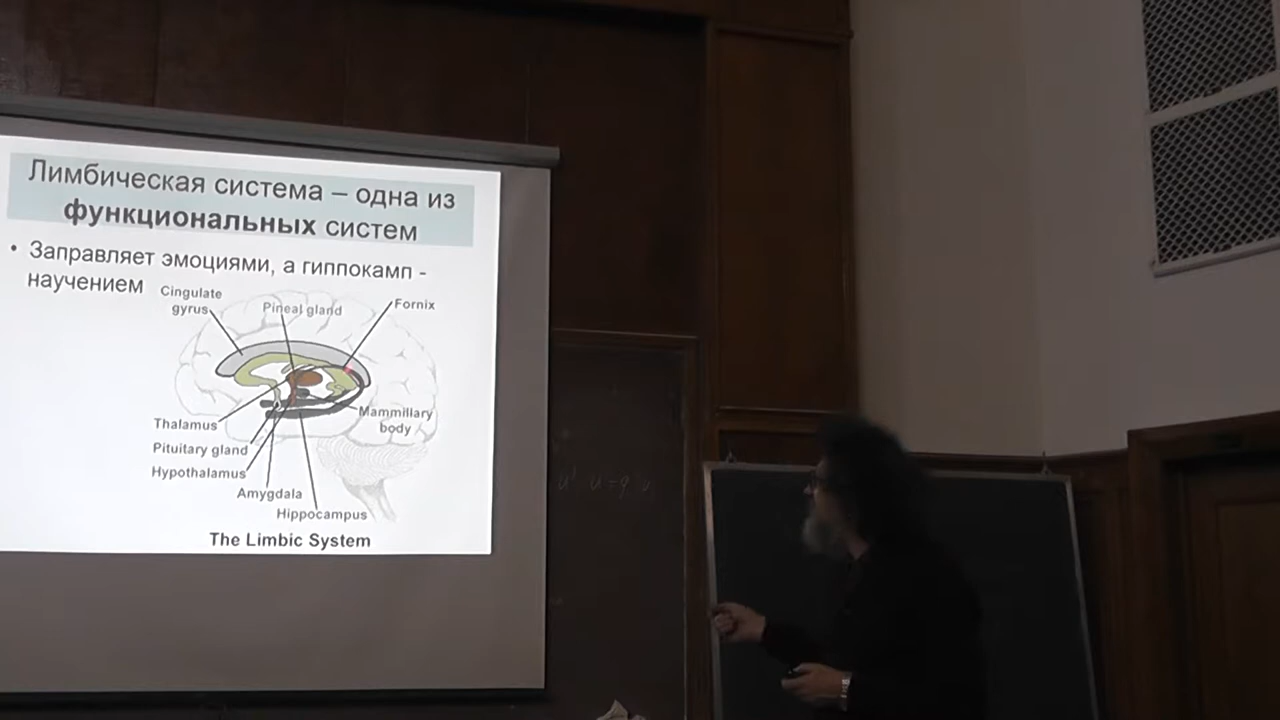 Лимбическая система – одна из
функциональных систем
• Заправляет эмоциями, а гиппокамп -
научением
Cingulate
gyrus
Pineal gland
Fornix
Thalamus
Mammillary
body
Pituitary gland
Hypothalamus
Amygdala
Hippocampus
The Limbic System